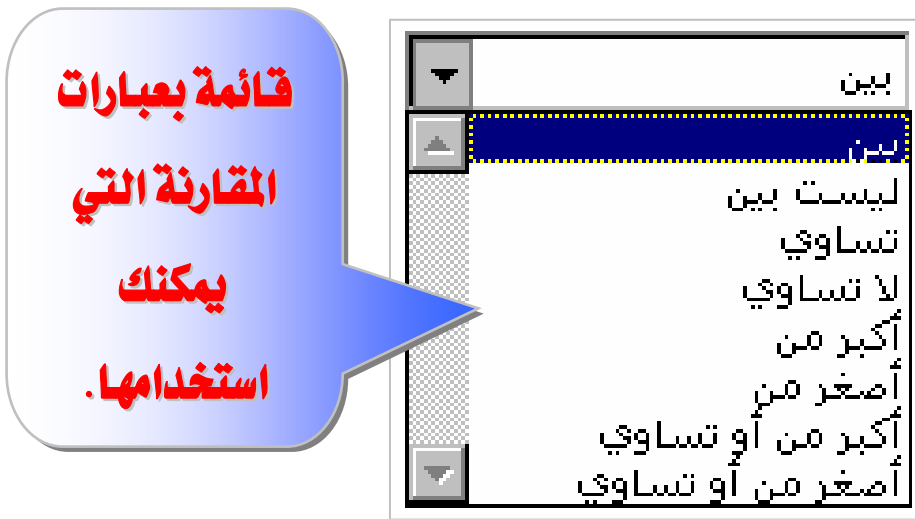 قائمة بعبارات
المقارنة التي
يمكنك
استخدامها.
بين
بين
ليست بين
تساوي
لا تساوي
أكبر من
أصغر من
أكبر من أو تساوي
أصغر من أو تساوي